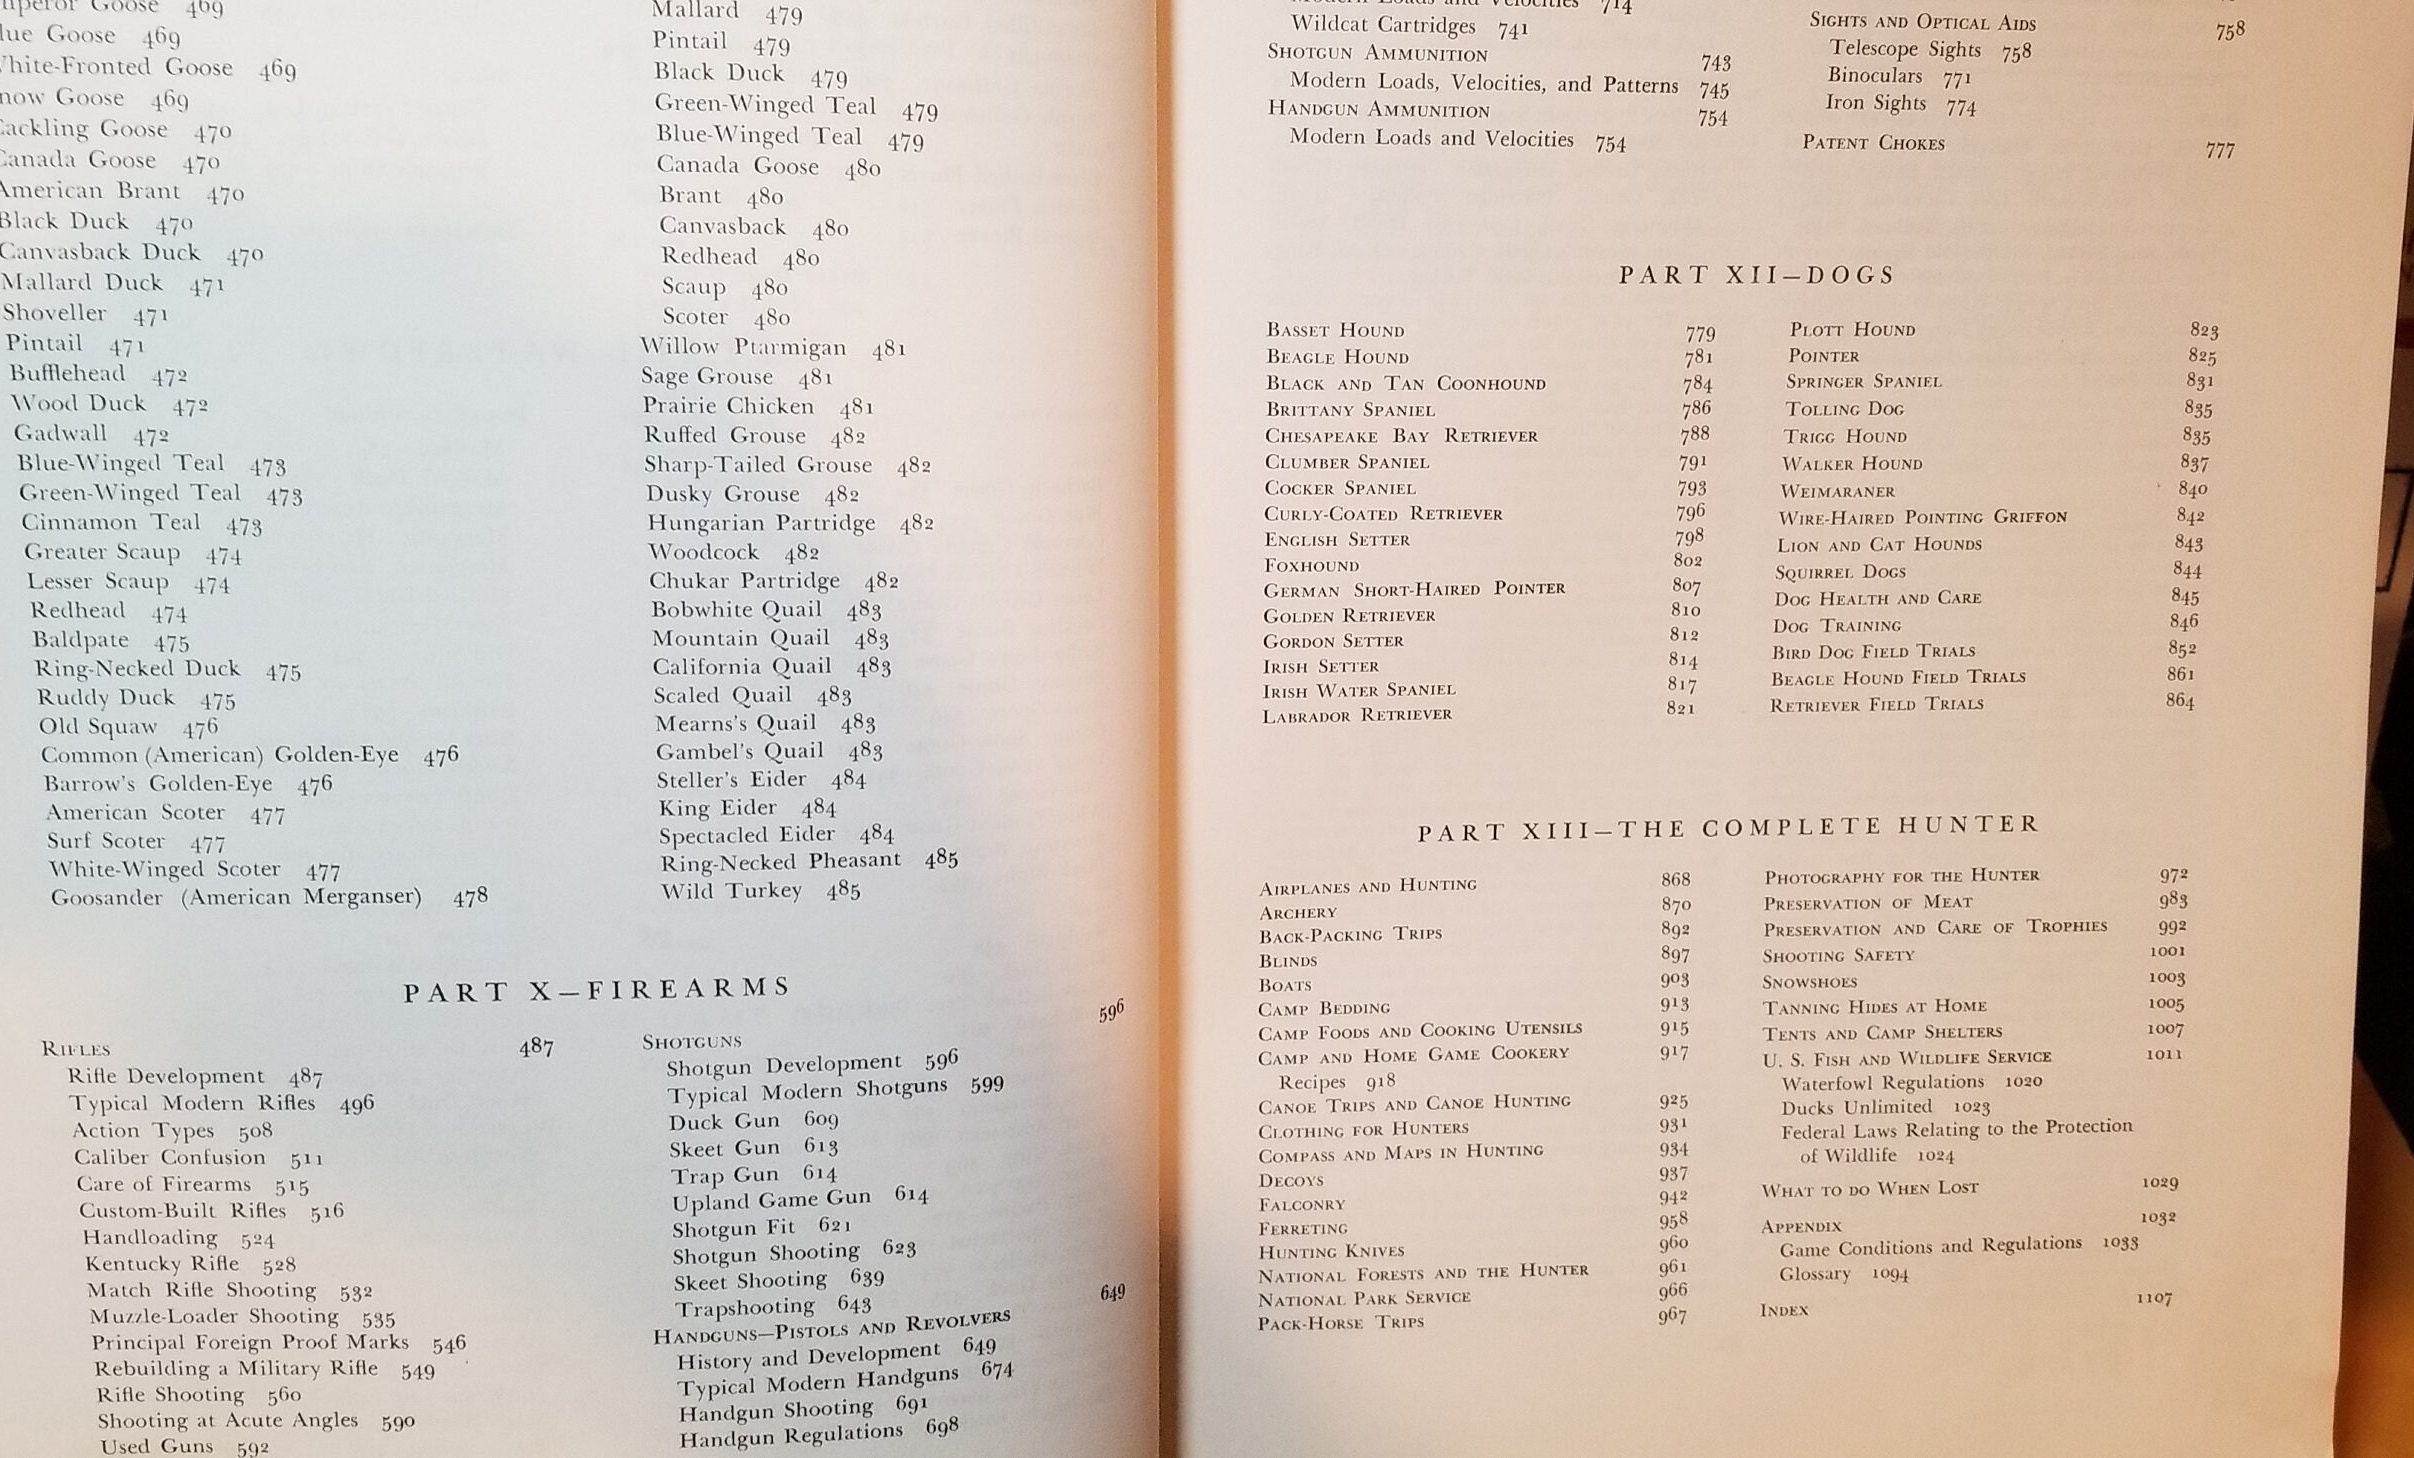 Goose 469
Goose 469
White-Fronted Goose 469
Goose 469
Cackling Goose 470
Canada Goose 470
American Brant 470
Black Duck 470
Canvasback Duck 470
Mallard Duck 471
Shoveller 471
Pintail 471
Bufflehead 472
Wood Duck 472
Gadwall 472
Blue-Winged Teal 473
Green-Winged Teal 473
Cinnamon Teal 473
Greater Scaup 474
Lesser Scaup 474
Redhead 474
Baldpate 475
Ring-Necked Duck 475
Ruddy Duck 475
Old Squaw 476
Common (American) Golden-Eye 476
Barrow's Golden-Eye 476
American Scoter 477
Surf Scoter 477
White-Winged Scoter 477
Goosander (American Merganser) 478
Mallard 479
Pintail 479
Black Duck 479
Green-Winged Teal 479
Blue-Winged Teal 479
Canada Goose 480
Brant 480
Canvasback 480
Redhead 480
Scaup 480
Scoter 480
Willow Ptarmigan 481
Sage Grouse 481
Prairie Chicken 481
Ruffed Grouse 482
Sharp-Tailed Grouse 482
Dusky Grouse 482
Hungarian Partridge 482
Woodcock 482
Chukar Partridge 482
Bobwhite Quail 483
Mountain Quail 483
California Quail 483
Scaled Quail 483
Mearns's Quail 483
Gambel's Quail 483
Steller's Eider 484
King Eider 484
Spectacled Eider 484
Ring-Necked Pheasant 485
Wild Turkey 485
PART X—FIREARMS
RIFLES 487
Rifle Development 487
Typical Modern Rifles 496
Action Types 508
Caliber Confusion 511
Care of Firearms 515
Custom-Built Rifles 516
Handloading 524
Kentucky Rifle 528
Match Rifle Shooting 532
Muzzle-Loader Shooting 535
Principal Foreign Proof Marks 546
Rebuilding a Military Rifle 549
Rifle Shooting 560
Shooting at Acute Angles 590
Used Guns 592
SHOTGUNS 596
Shotgun Development 596
Typical Modern Shotguns 599
Duck Gun 609
Skeet Gun 613
Trap Gun 614
Upland Game Gun 614
Shotgun Fit 621
Shotgun Shooting 623
Skeet Shooting 639
Trapshooting 643
HANDGUNS—PISTOLS AND REVOLVERS 649
History and Development 649
Typical Modern Handguns 674
Handgun Shooting 691
Handgun Regulations 698
Modern Loads and Velocities 714
Wildcat Cartridges 741
SHOTGUN AMMUNITION 743
Modern Loads, Velocities, and Patterns 745
HANDGUN AMMUNITION 754
Modern Loads and Velocities 754
SIGHTS AND OPTICAL AIDS 758
Telescope Sights 758
Binoculars 771
Iron Sights 774
PATENT CHOKES 777
PART XII—DOGS
BASSET HOUND 779
BEAGLE HOUND 781
BLACK AND TAN COONHOUND 784
BRITTANY SPANIEL 786
CHESAPEAKE BAY RETRIEVER 788
CLUMBER SPANIEL 791
COCKER SPANIEL 793
CURLY-COATED RETRIEVER 796
ENGLISH SETTER 798
FOXHOUND 802
GERMAN SHORT-HAIRED POINTER 807
GOLDEN RETRIEVER 810
GORDON SETTER 812
IRISH SETTER 814
IRISH WATER SPANIEL 817
LABRADOR RETRIEVER 821
PLOTT HOUND 823
POINTER 825
SPRINGER SPANIEL 831
TOLLING DOG 835
TRIGG HOUND 835
WALKER HOUND 837
WEIMARANER 840
WIRE-HAIRED POINTING GRIFFON 842
LION AND CAT HOUNDS 843
SQUIRREL DOGS 844
DOG HEALTH AND CARE 845
DOG TRAINING 846
BIRD DOG FIELD TRIALS 852
BEAGLE HOUND FIELD TRIALS 861
RETRIEVER FIELD TRIALS 864
PART XIII—THE COMPLETE HUNTER
AIRPLANES AND HUNTING 868
ARCHERY 870
BACK-PACKING TRIPS 892
BLINDS 897
BOATS 903
CAMP BEDDING 913
CAMP FOODS AND COOKING UTENSILS 915
CAMP AND HOME GAME COOKERY 917
Recipes 918
CANOE TRIPS AND CANOE HUNTING 925
CLOTHING FOR HUNTERS 931
COMPASS AND MAPS IN HUNTING 934
DECOYS 937
FALCONRY 942
FERRETING 958
HUNTING KNIVES 960
NATIONAL FORESTS AND THE HUNTER 961
NATIONAL PARK SERVICE 966
PACK-HORSE TRIPS 967
PHOTOGRAPHY FOR THE HUNTER 972
PRESERVATION OF MEAT 983
PRESERVATION AND CARE OF TROPHIES 992
SHOOTING SAFETY 1001
SNOWSHOES 1003
TANNING HIDES AT HOME 1005
TENTS AND CAMP SHELTERS 1007
U. S. FISH AND WILDLIFE SERVICE 1011
Waterfowl Regulations 1020
Ducks Unlimited 1023
Federal Laws Relating to the Protection
of Wildlife 1024
WHAT TO DO WHEN LOST 1029
APPENDIX 1032
Game Conditions and Regulations 1033
Glossary 1094
INDEX 1107